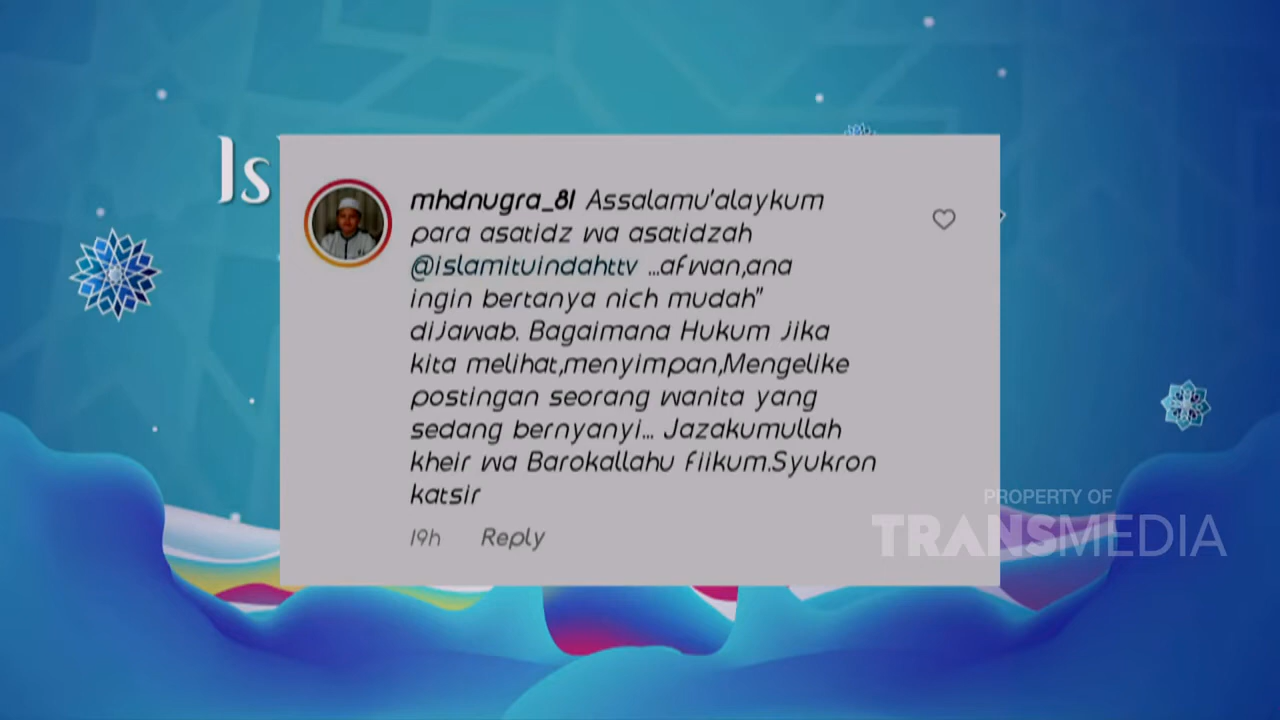 Is
mhdnugra_81 Assalamu'alaykum
para asatidz wa asatidzah
@islamituindahttv ...afwan,ana
ingin bertanya nich mudah"
dijawab. Bagaimana Hukum Jika
kita melihat,menyimpan,Mengelike
postingan seorang wanita yang
sedang bernyanyi... Jazakumullah
kheir wa Barokallahu fiikum.Syukron
katsir
19h Reply
PROPERTY OF
TRANSMEDIA